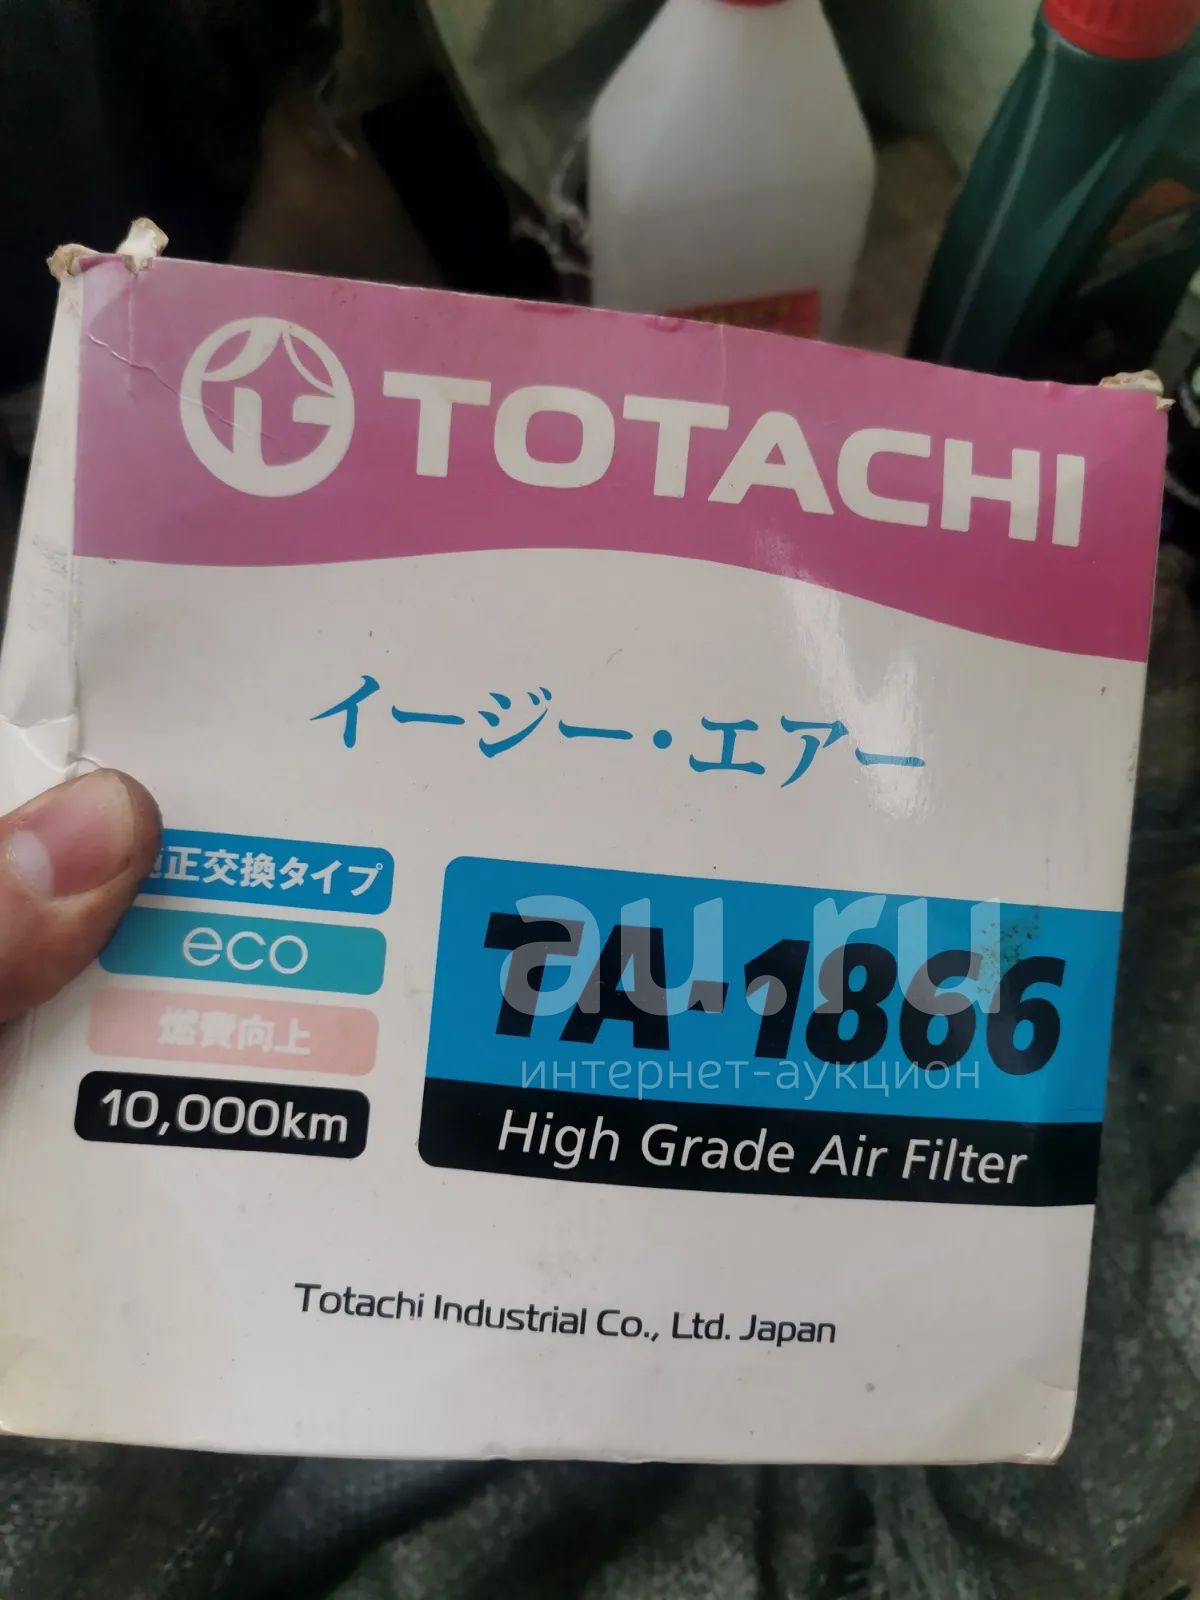 TOTACHI
イージー・エアー
正交換タイプ
eco
燃費向上
10,000km
TA-1866
High Grade Air Filter
Totachi Industrial Co., Ltd. Japan
au.ru
интернет-аукцион